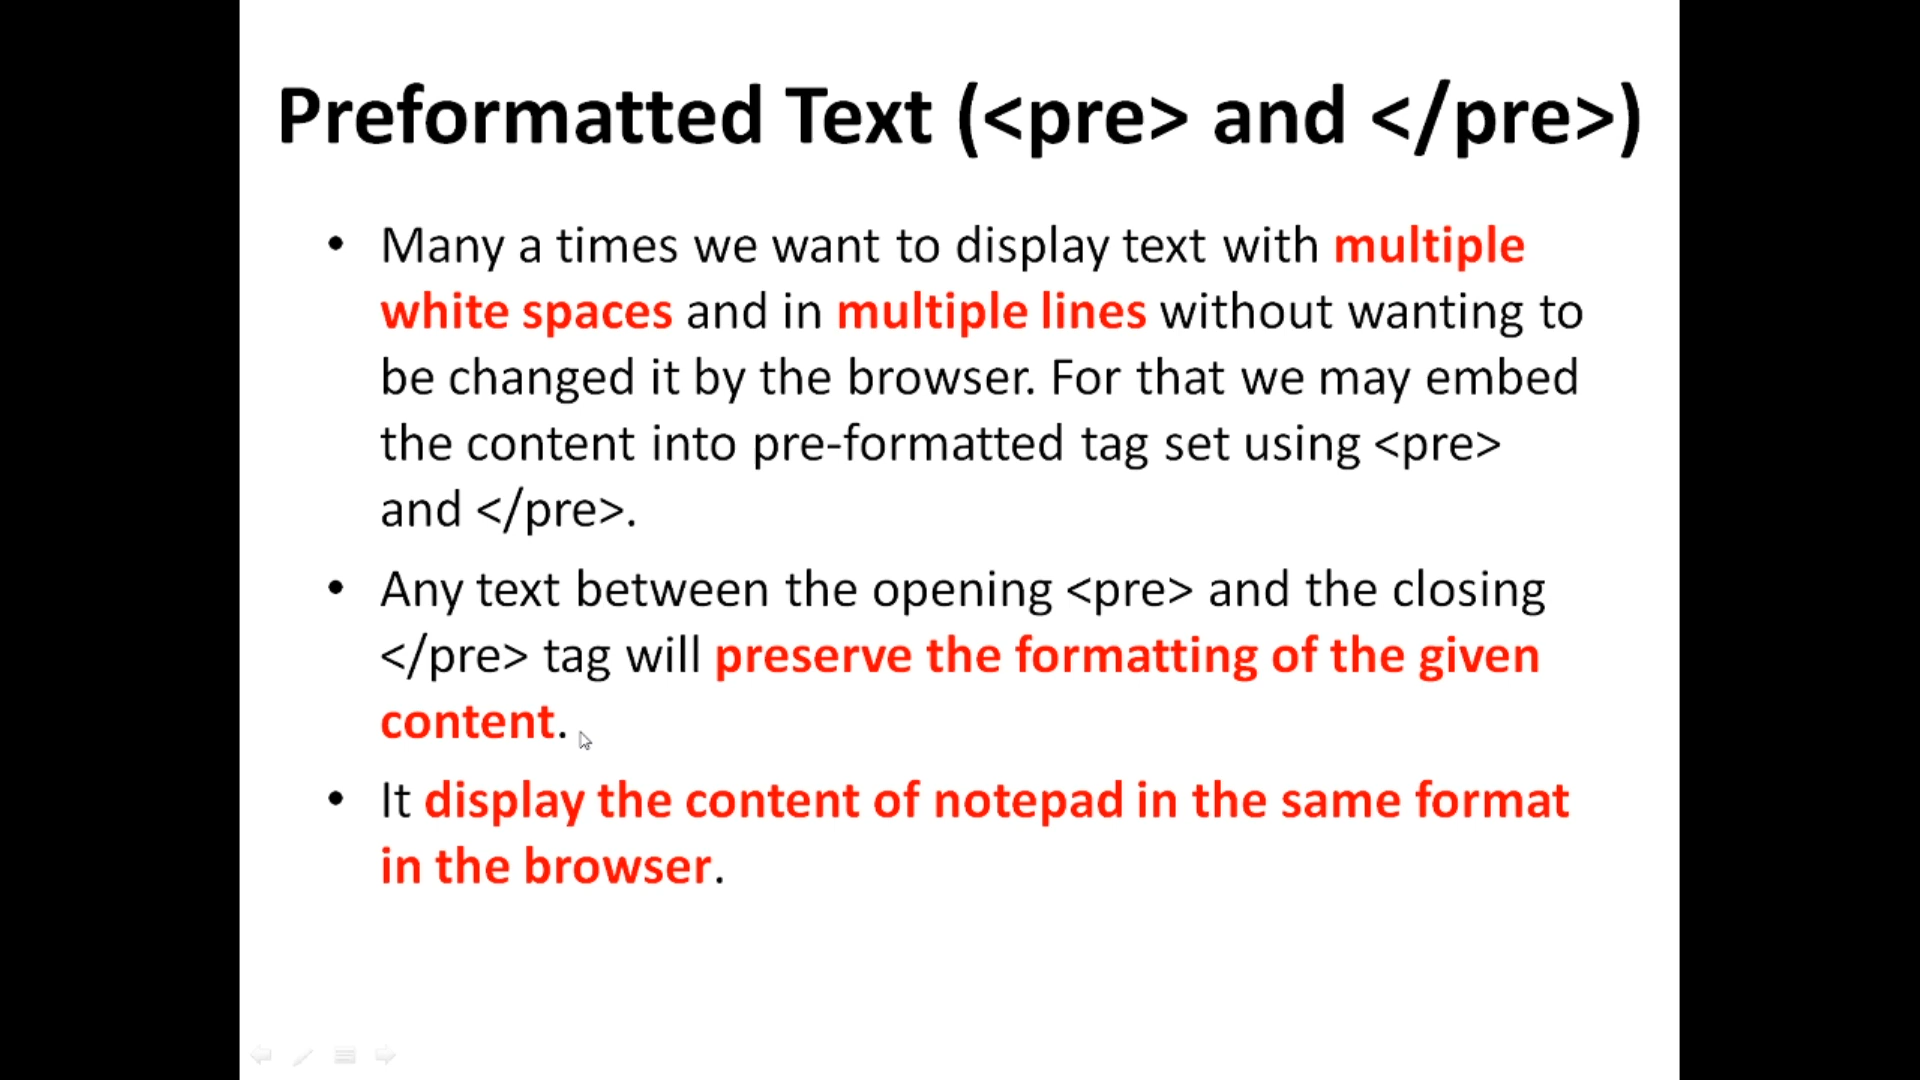 Preformatted Text (<pre> and </pre>)
• Many a times we want to display text with multiple
white spaces and in multiple lines without wanting to
be changed it by the browser. For that we may embed
the content into pre-formatted tag set using <pre>
and </pre>.
• Any text between the opening <pre> and the closing
</pre> tag will preserve the formatting of the given
content.
• It display the content of notepad in the same format
in the browser.